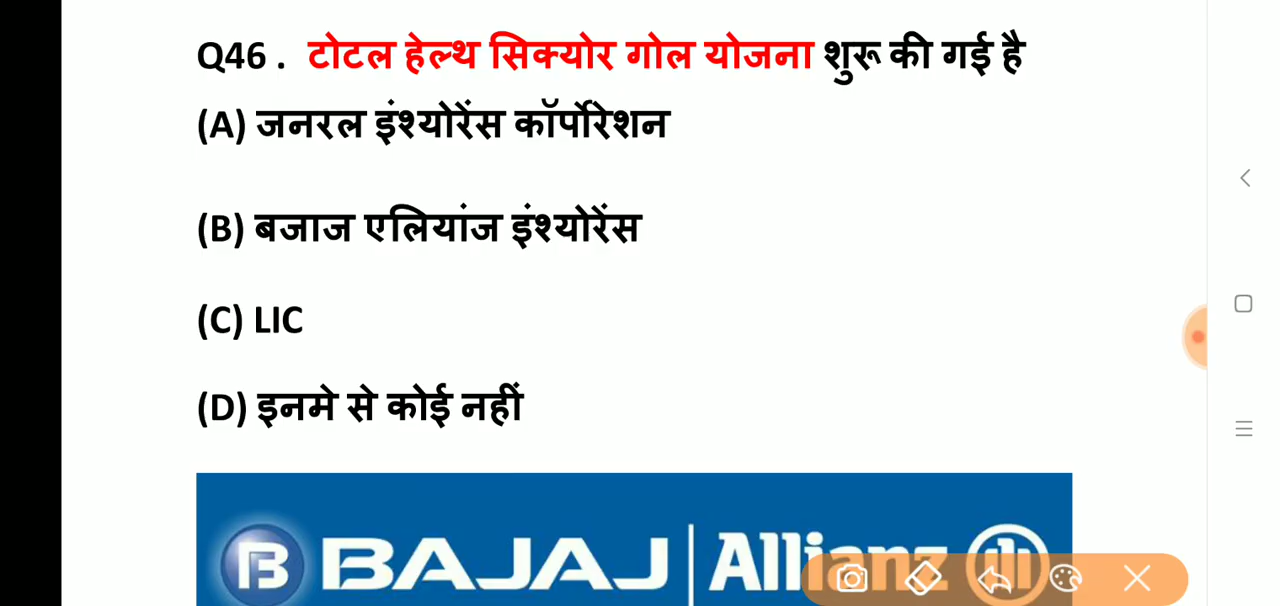 Q46 . टोटल हेल्थ सिक्योर गोल योजना शुरू की गई है
(A) जनरल इंश्योरेंस कॉर्पोरेशन
(B) बजाज एलियांज इंश्योरेंस
(C) LIC
(D) इनमे से कोई नहीं
B BAJAJ | Allianz